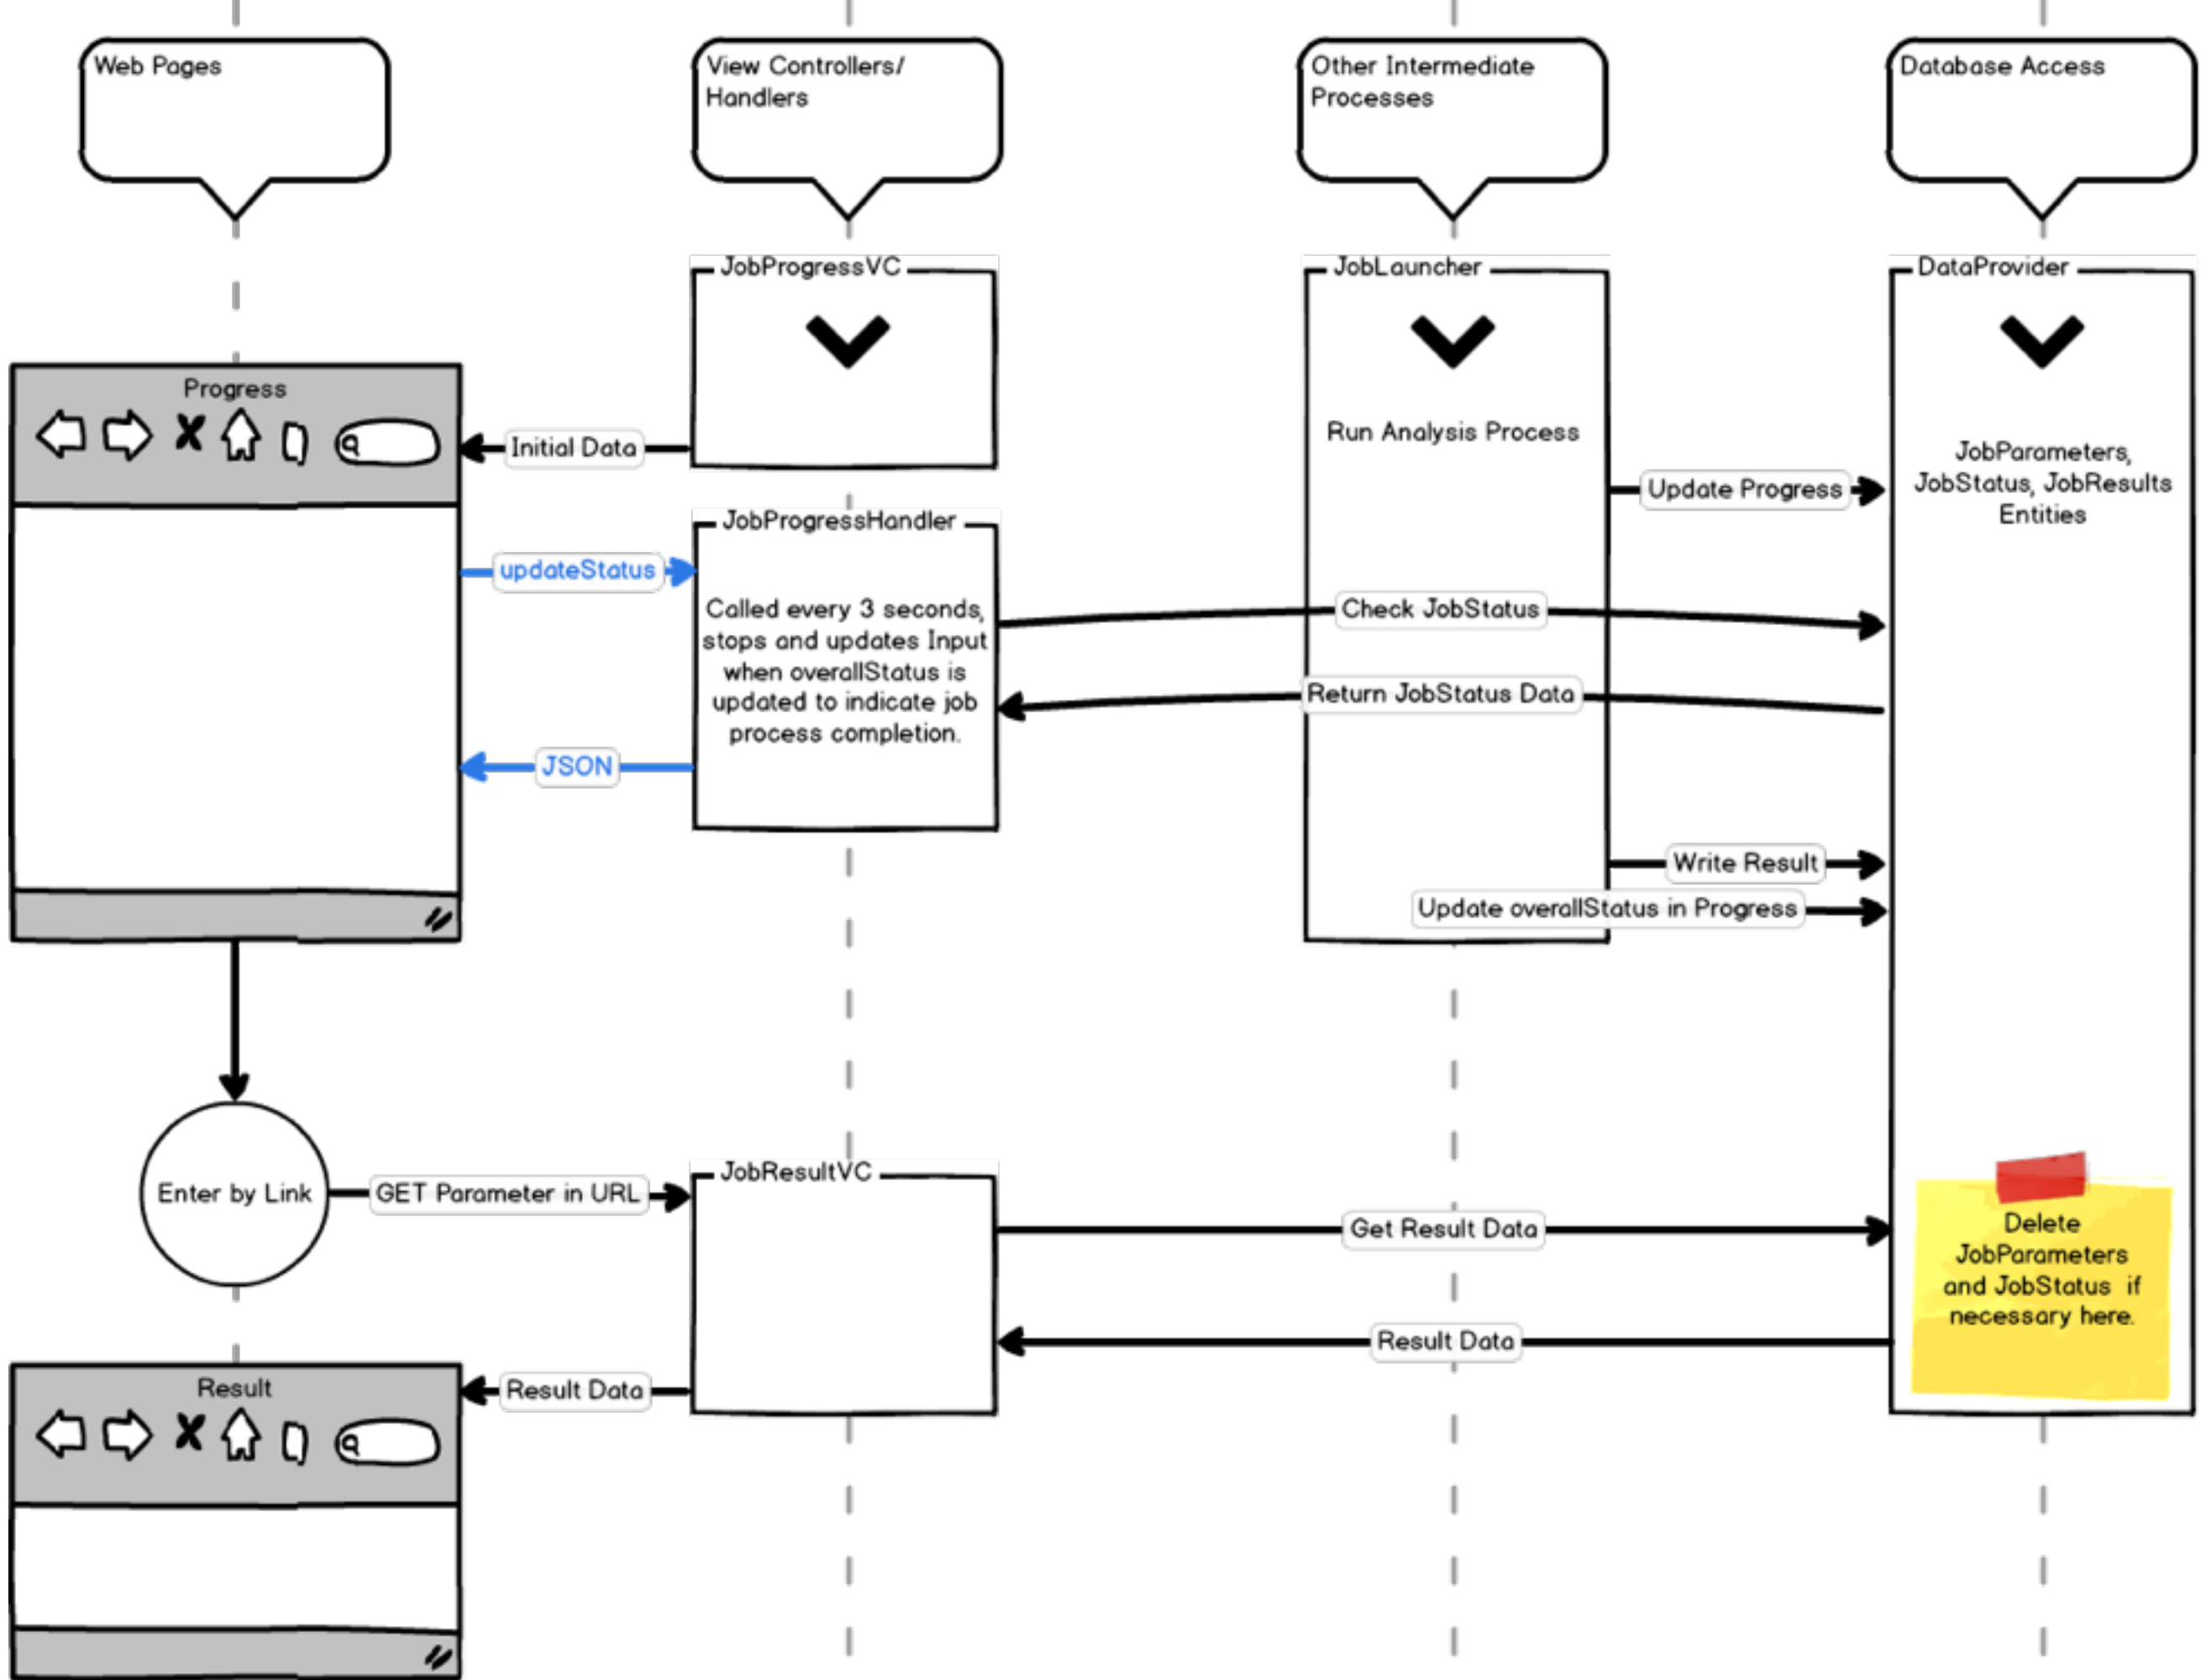 Web Pages
View Controllers/
Handlers
Other Intermediate
Processes
Database Access
JobProgressVC
JobLauncher
DataProvider
Progress
Initial Data
Run Analysis Process
Update Progress
JobParameters,
JobStatus, JobResults
Entities
JobProgressHandler
updateStatus
Called every 3 seconds,
stops and updates Input
when overallStatus is
updated to indicate job
process completion.
Check JobStatus
Return JobStatus Data
JSON
Write Result
Update overallStatus in Progress
Enter by Link
GET Parameter in URL
JobResultVC
Get Result Data
Delete
JobParameters
and JobStatus if
necessary here.
Result Data
Result Data
Result